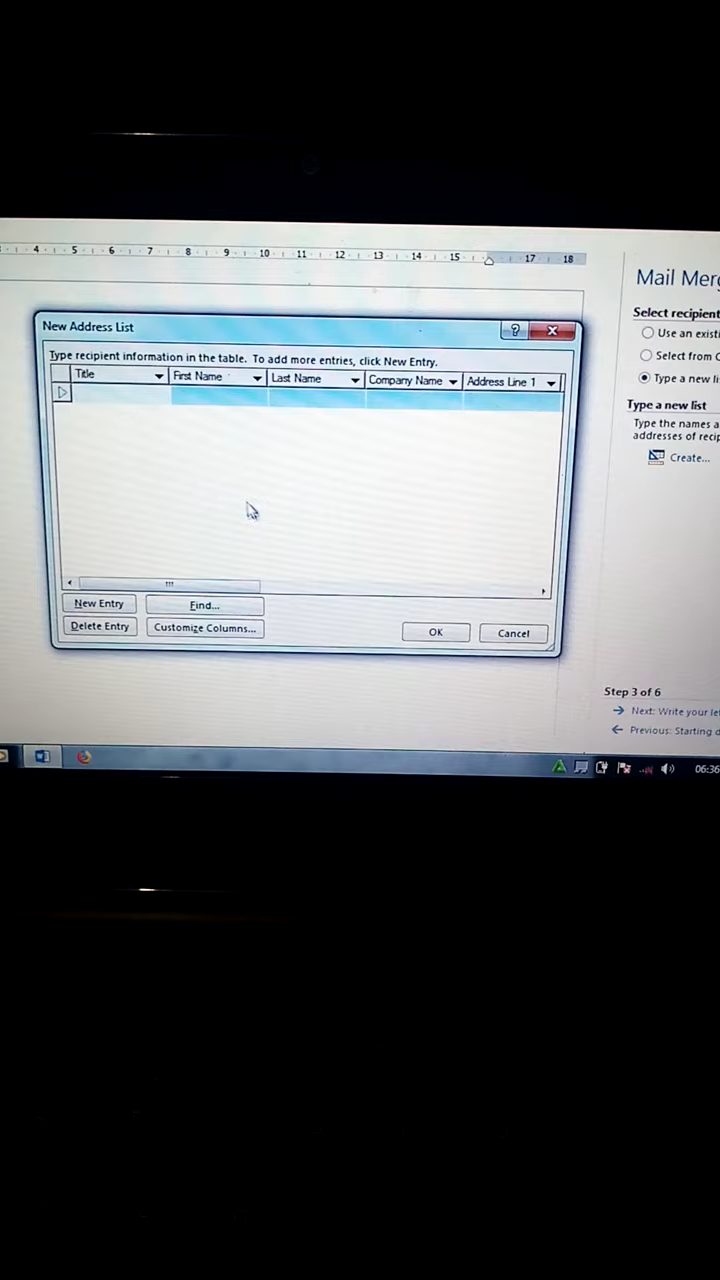 4 5 6 7 8 9 10 11 12 13 14 15 17 18
Mail Mer
New Address List
?
Select recipient
Type recipient information in the table. To add more entries, click New Entry.
Use an existi
Title First Name Last Name Company Name Address Line 1
Select from
Type a new li
Type a new list
Type the names a
addresses of recip
Create...
New Entry Find...
Delete Entry Customize Columns... OK Cancel
Step 3 of 6
Next: Write your le
Previous: Starting d
06:36